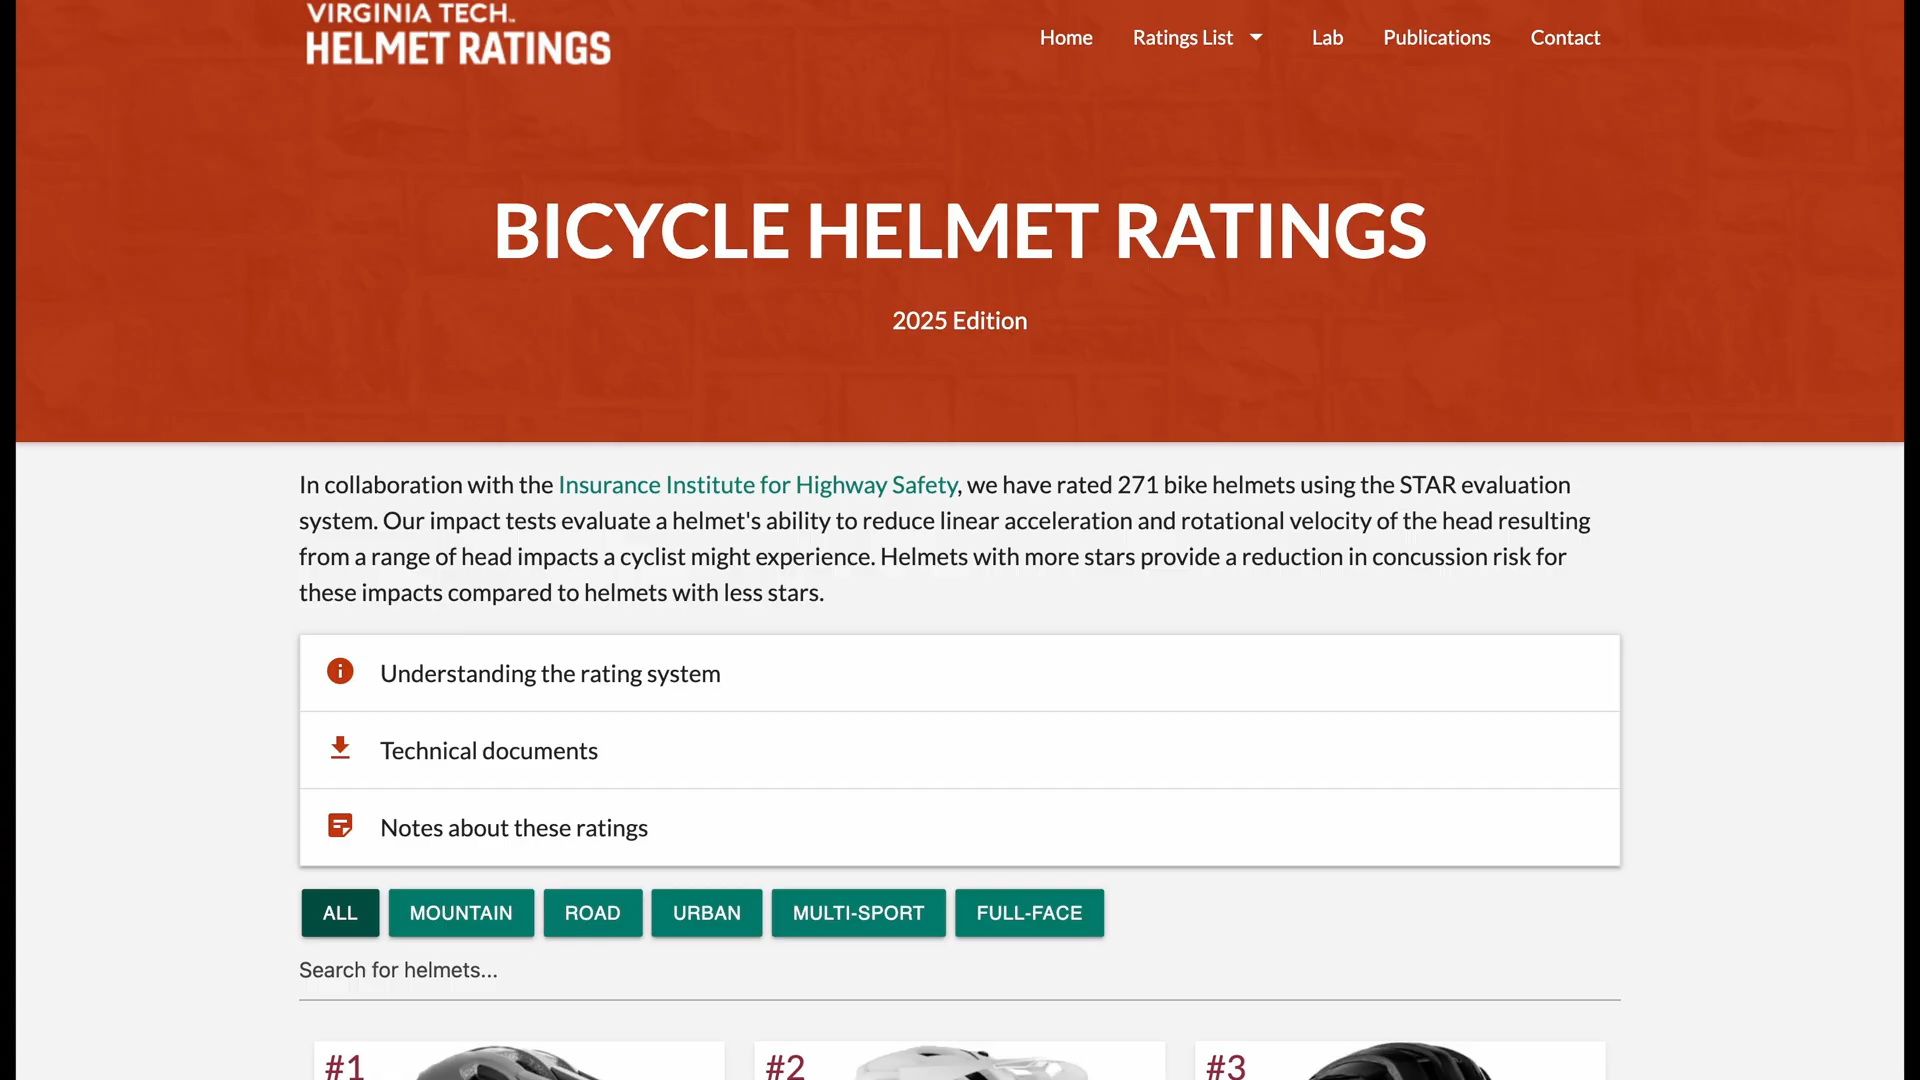 VIRGINIA TECH.
HELMET RATINGS
Home Ratings List Lab Publications Contact
BICYCLE HELMET RATINGS
2025 Edition
In collaboration with the Insurance Institute for Highway Safety, we have rated 271 bike helmets using the STAR evaluation
system. Our impact tests evaluate a helmet's ability to reduce linear acceleration and rotational velocity of the head resulting
from a range of head impacts a cyclist might experience. Helmets with more stars provide a reduction in concussion risk for
these impacts compared to helmets with less stars.
Understanding the rating system
Technical documents
Notes about these ratings
ALL MOUNTAIN ROAD URBAN MULTI-SPORT FULL-FACE
Search for helmets...
#1 #2 #3